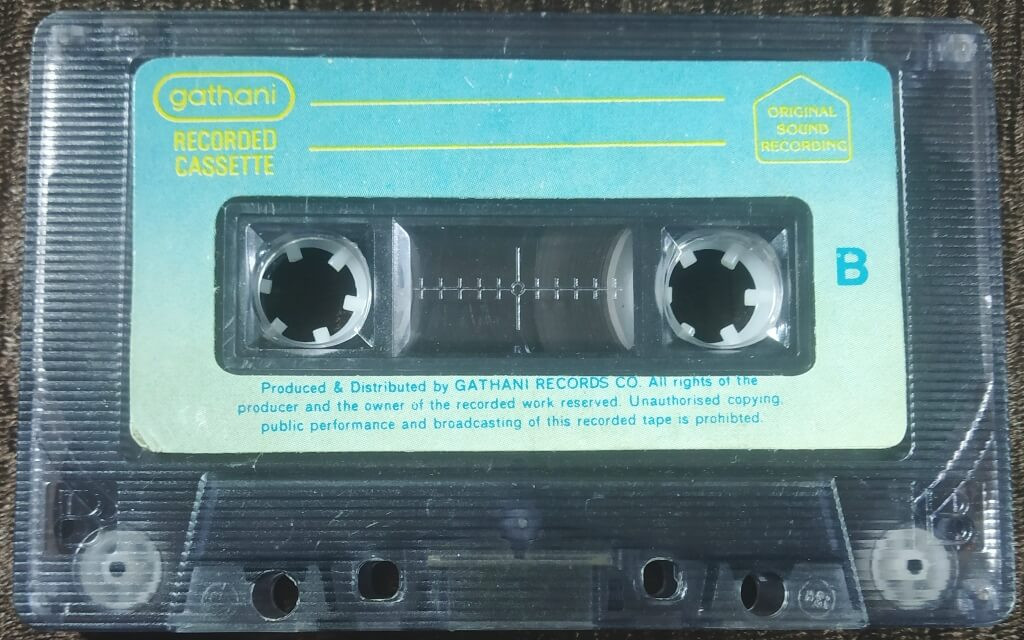 gathani
RECORDED
CASSETTE
ORIGINAL
SOUND
RECORDING
B
Produced & Distributed by GATHANI RECORDS CO. All rights of the
producer and the owner of the recorded work reserved. Unauthorised copying,
public performance and broadcasting of this recorded tape is prohibted.